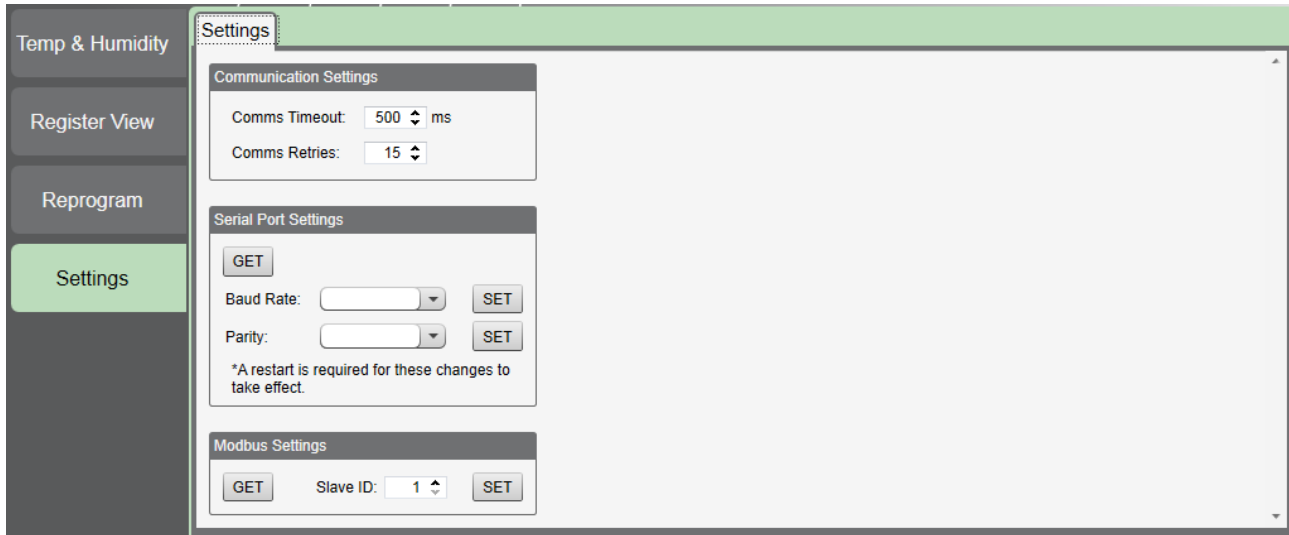 Temp & Humidity
Register View
Reprogram
Settings
Settings
Communication Settings
Comms Timeout: 500 ms
Comms Retries: 15
Serial Port Settings
GET
Baud Rate: SET
Parity: SET
*A restart is required for these changes to
take effect.
Modbus Settings
GET Slave ID: 1 SET